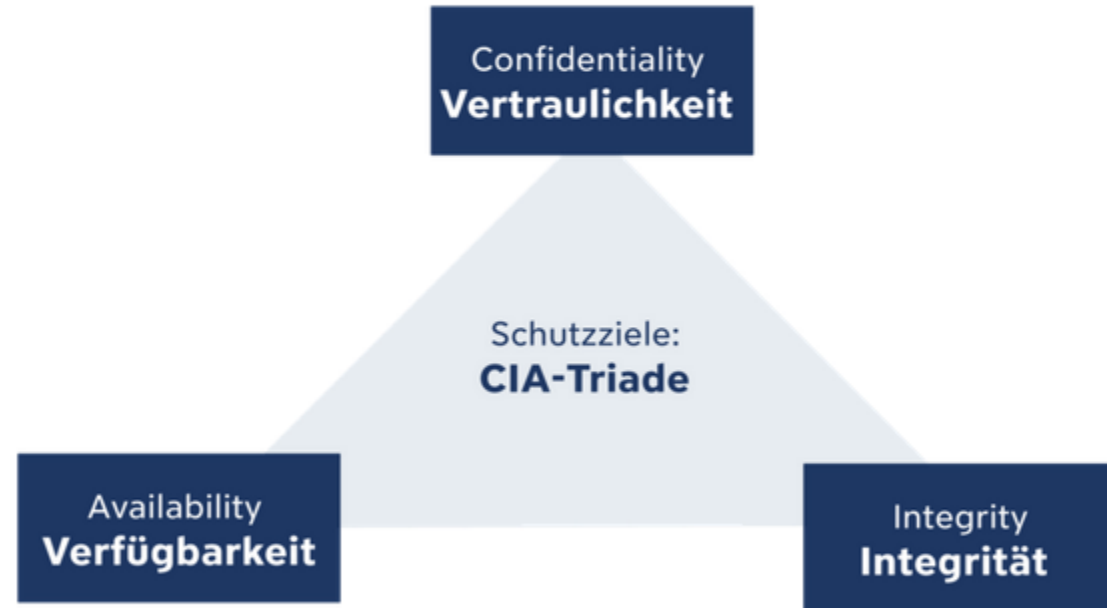 Confidentiality
Vertraulichkeit
Schutzziele:
CIA-Triade
Availability
Verfügbarkeit
Integrity
Integrität